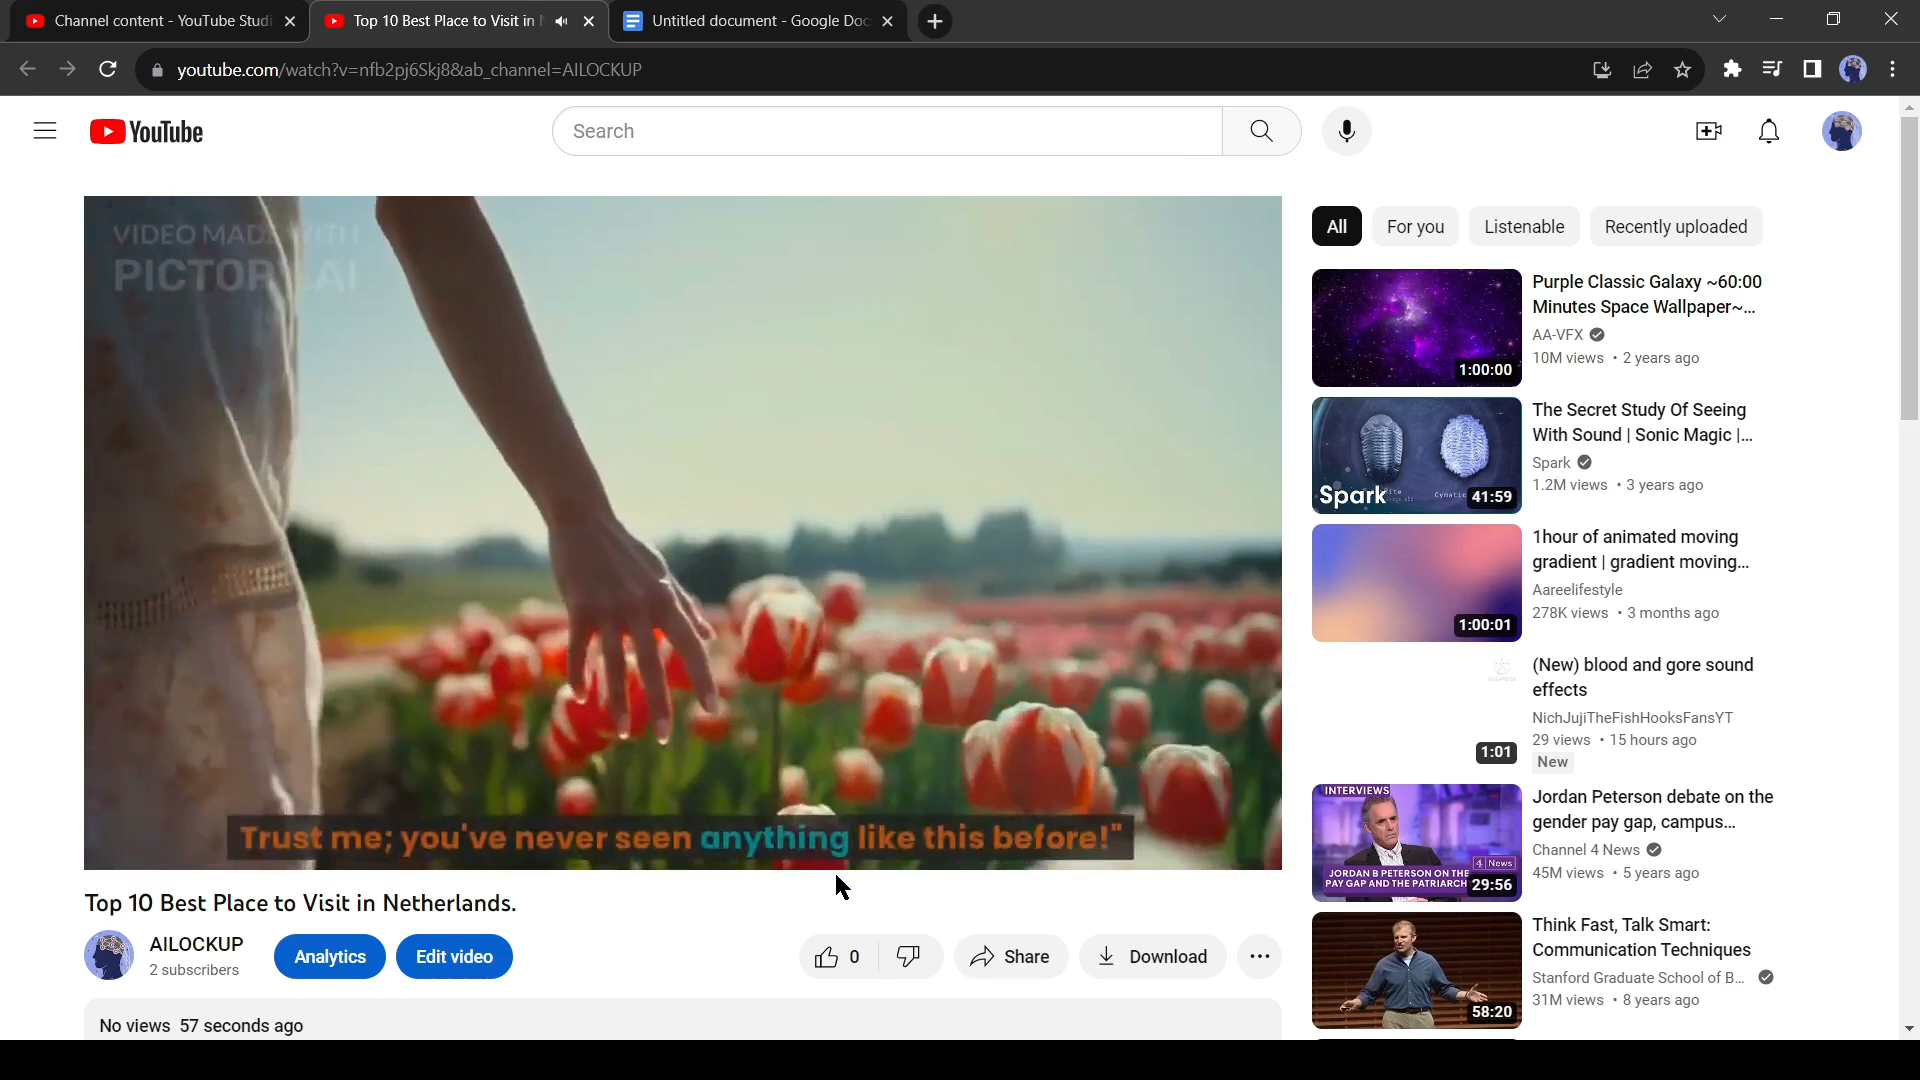 Channel content - YouTube Studi
Top 10 Best Place to Visit in
Untitled document - Google Doc
youtube.com/watch?v=nfb2pj6Skj8&ab_channel=AILOCKUP
YouTube
Search
VIDEO MADE WITH
PICTORY.AI
Trust me; you've never seen anything like this before!"
Top 10 Best Place to Visit in Netherlands.
AILOCKUP
2 subscribers
Analytics
Edit video
0
Share
Download
No views 57 seconds ago
All
For you
Listenable
Recently uploaded
1:00:00
Purple Classic Galaxy ~60:00
Minutes Space Wallpaper~...
AA-VFX
10M views • 2 years ago
Spark
41:59
The Secret Study Of Seeing
With Sound | Sonic Magic |...
Spark
1.2M views • 3 years ago
1:00:01
1hour of animated moving
gradient | gradient moving...
Aareelifestyle
278K views • 3 months ago
1:01
(New) blood and gore sound
effects
NichJujiTheFishHooksFansYT
29 views • 15 hours ago
New
INTERVIEWS
4 News
JORDAN B PETERSON ON THE
PAY GAP AND THE PATRIARCH
29:56
Jordan Peterson debate on the
gender pay gap, campus...
Channel 4 News
45M views • 5 years ago
58:20
Think Fast, Talk Smart:
Communication Techniques
Stanford Graduate School of B...
31M views • 8 years ago